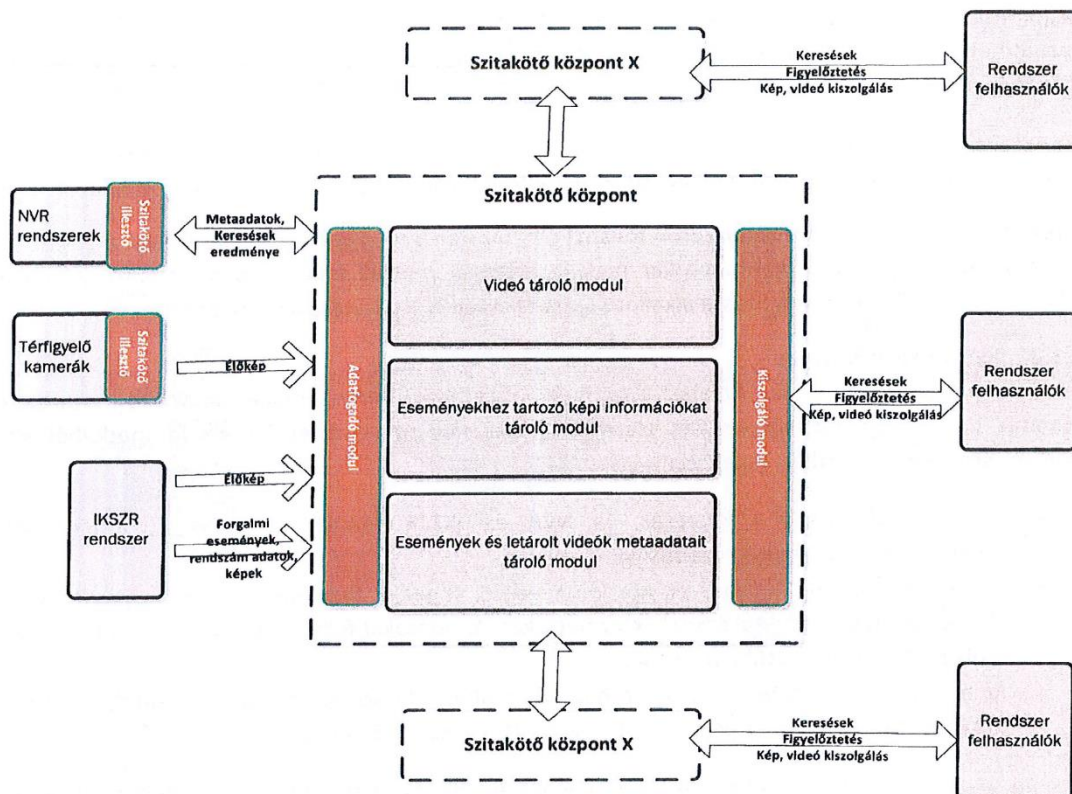 Szitakötő központ X
Keresések
Figyelőztetés
Kép, videó kiszolgálás
Rendszer
felhasználók
NVR
rendszerek
Szitakötő
illesztő
Metaadatok,
Keresések
eredménye
Térfigyelő
kamerák
Szitakötő
illesztő
Élőkép
IKSZR
rendszer
Élőkép
Forgalmi
események,
rendszám adatok,
képek
Szitakötő központ
Adatfogadó modul
Videó tároló modul
Eseményekhez tartozó képi információkat
tároló modul
Események és letárolt videók metaadatait
tároló modul
Kiszolgáló modul
Keresések
Figyelőztetés
Kép, videó kiszolgálás
Rendszer
felhasználók
Szitakötő központ X
Keresések
Figyelőztetés
Kép, videó kiszolgálás
Rendszer
felhasználók